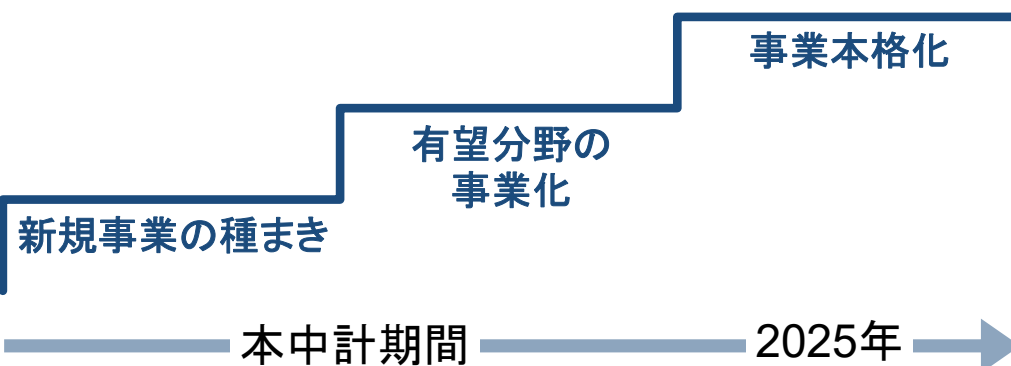 事業本格化
有望分野の
事業化
新規事業の種まき
本中計期間
2025年